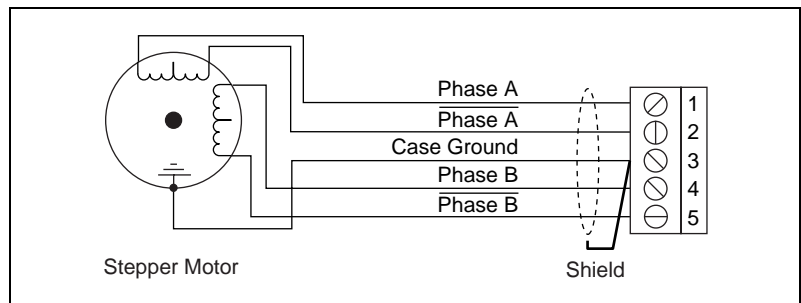 Phase A
1
Phase A
2
Case Ground
3
Phase B
4
Phase B
5
Stepper Motor
Shield